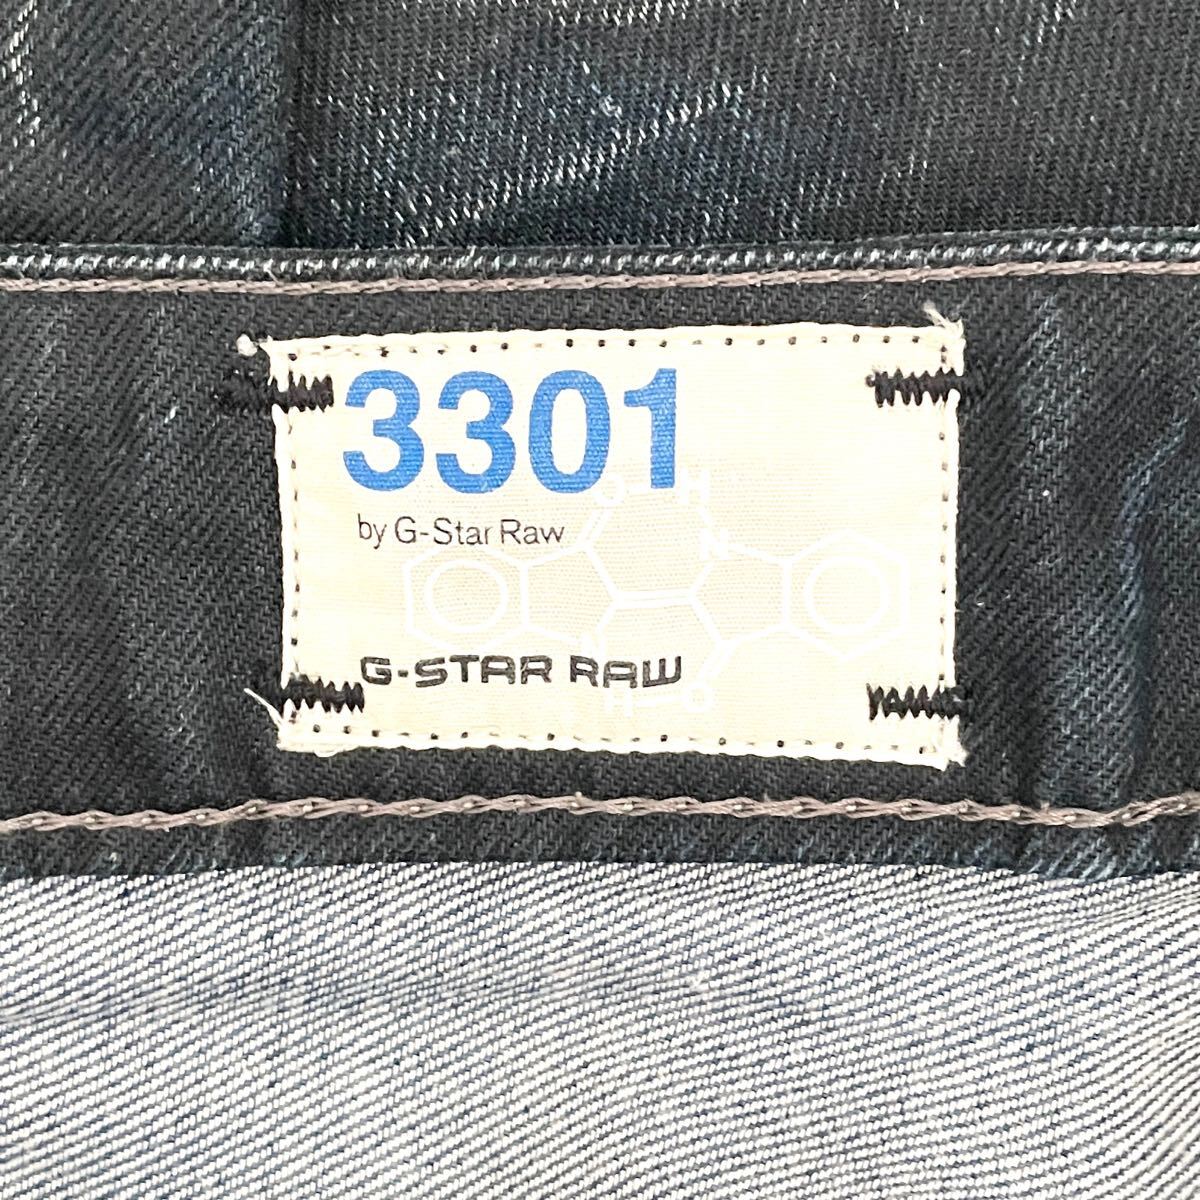 3301
by G-Star Raw
O H
N
N
G-STAR RAW
H O